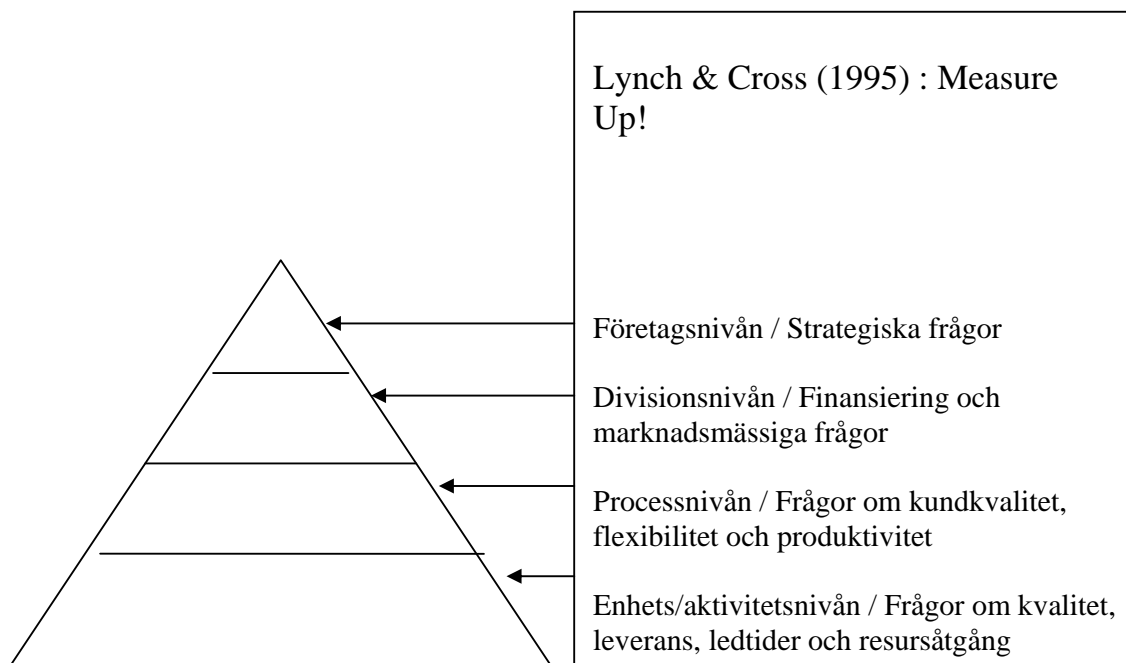 Lynch & Cross (1995) : Measure
Up!
Företagsnivån / Strategiska frågor
Divisionsnivån / Finansiering och
marknadsmässiga frågor
Processnivån / Frågor om kundkvalitet,
flexibilitet och produktivitet
Enhets/aktivitetsnivån / Frågor om kvalitet,
leverans, ledtider och resursåtgång